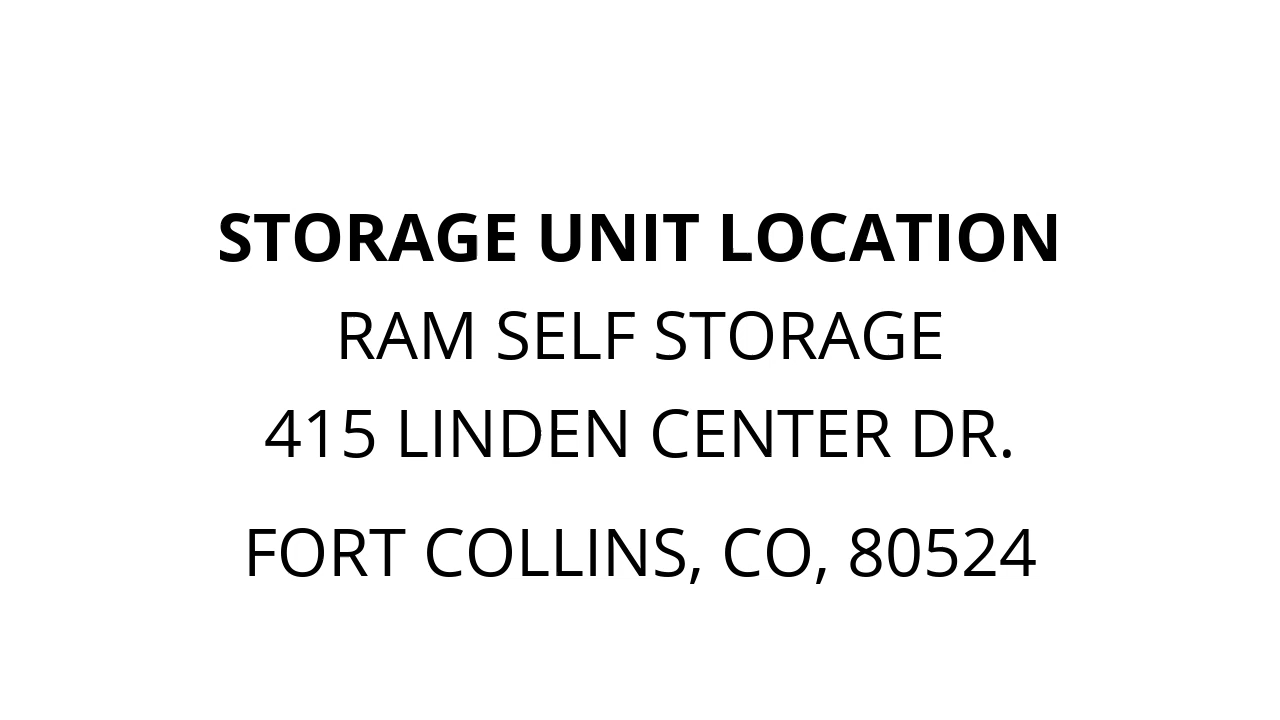 STORAGE UNIT LOCATION
RAM SELF STORAGE
415 LINDEN CENTER DR.
FORT COLLINS, CO, 80524